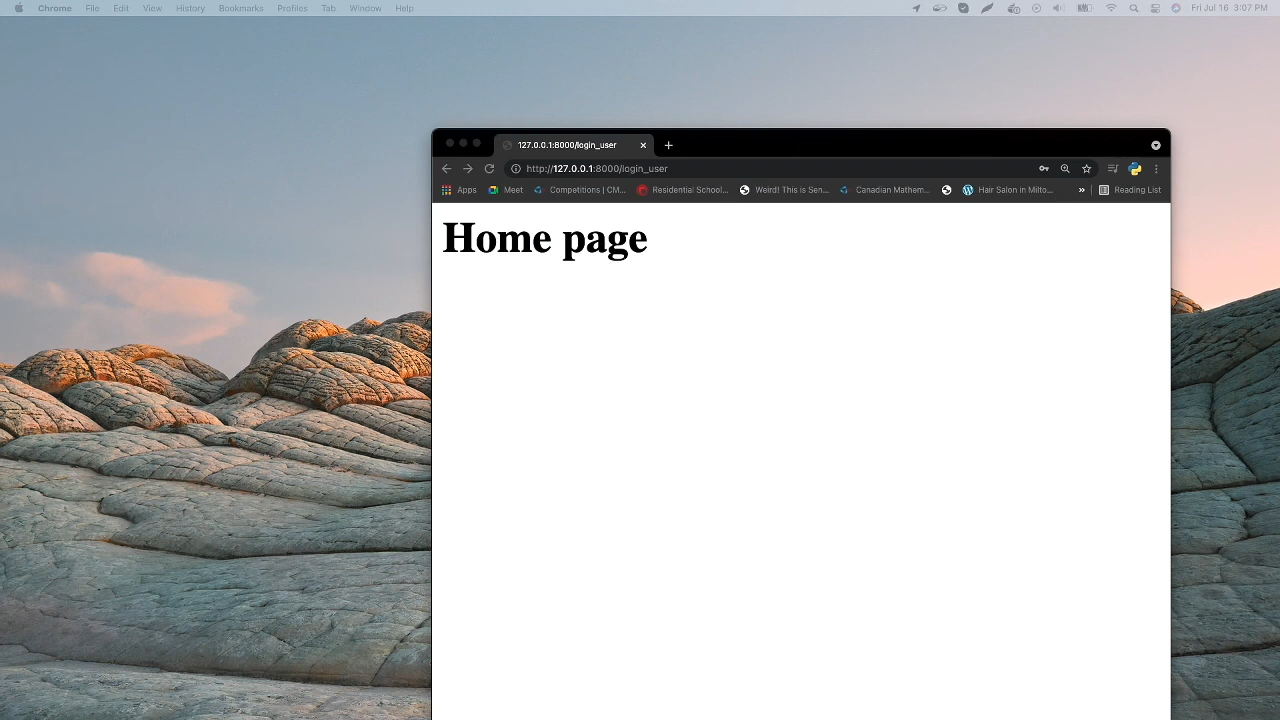 Chrome File Edit View History Bookmarks Profiles Tab Window Help Fri Jul 16 3:07 PM
127.0.0.1:8000/login_user
http://127.0.0.1:8000/login_user
Apps Meet Competitions | CM... Residential School... Weird! This is Sen... Canadian Mathem... Hair Salon in Milto... » Reading List
Home page